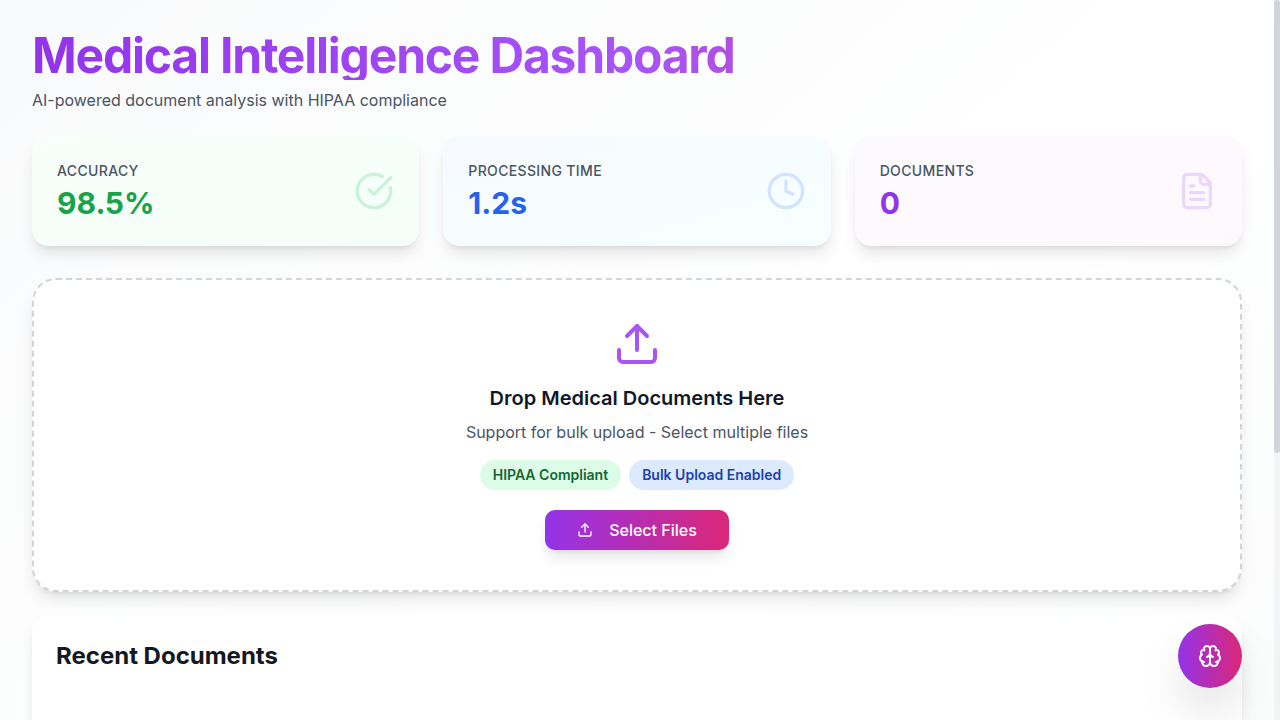 Medical Intelligence Dashboard
AI-powered document analysis with HIPAA compliance
ACCURACY
98.5%
PROCESSING TIME
1.2s
DOCUMENTS
0
Drop Medical Documents Here
Support for bulk upload - Select multiple files
HIPAA Compliant
Bulk Upload Enabled
Select Files
Recent Documents